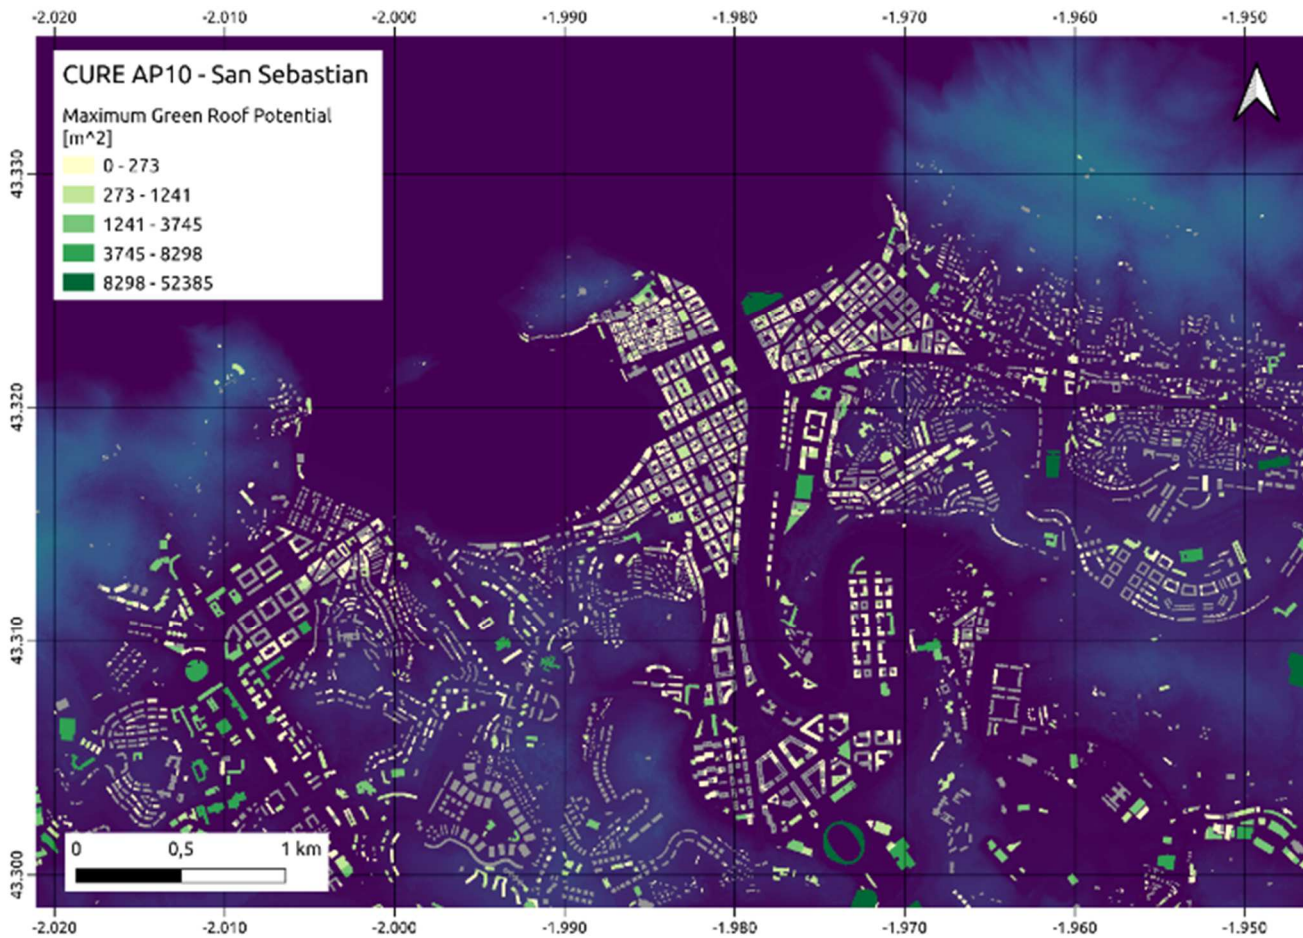 -2.020 -2.010 -2.000 -1.990 -1.980 -1.970 -1.960 -1.950
CURE AP10 - San Sebastian
Maximum Green Roof Potential
[m^2]
0 - 273
273 - 1241
1241 - 3745
3745 - 8298
8298 - 52385
43.330
43.320
43.310
43.300
0 0,5 1 km
-2.020 -2.010 -2.000 -1.990 -1.980 -1.970 -1.960 -1.950